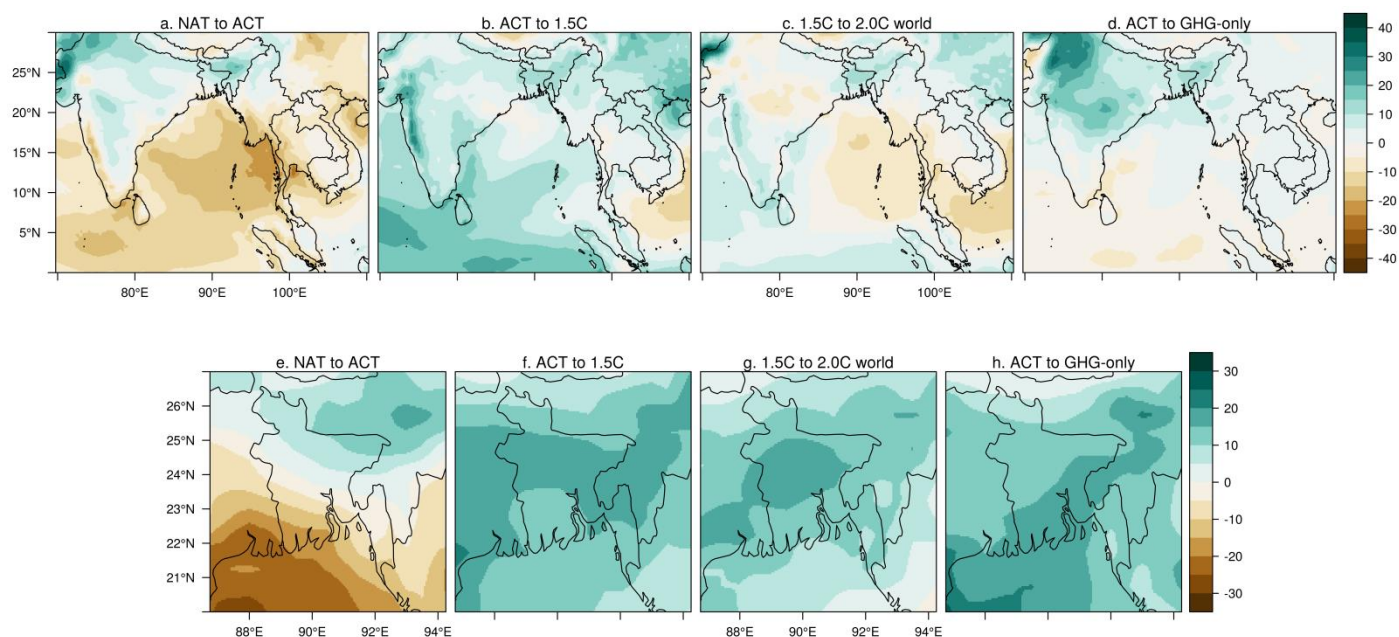 a. NAT to ACT
b. ACT to 1.5C
c. 1.5C to 2.0C world
d. ACT to GHG-only
25°N
20°N
15°N
10°N
5°N
80°E 90°E 100°E
80°E 90°E 100°E
40
30
20
10
0
-10
-20
-30
-40
e. NAT to ACT
f. ACT to 1.5C
g. 1.5C to 2.0C world
h. ACT to GHG-only
26°N
25°N
24°N
23°N
22°N
21°N
88°E 90°E 92°E 94°E
88°E 90°E 92°E 94°E
30
20
10
0
-10
-20
-30